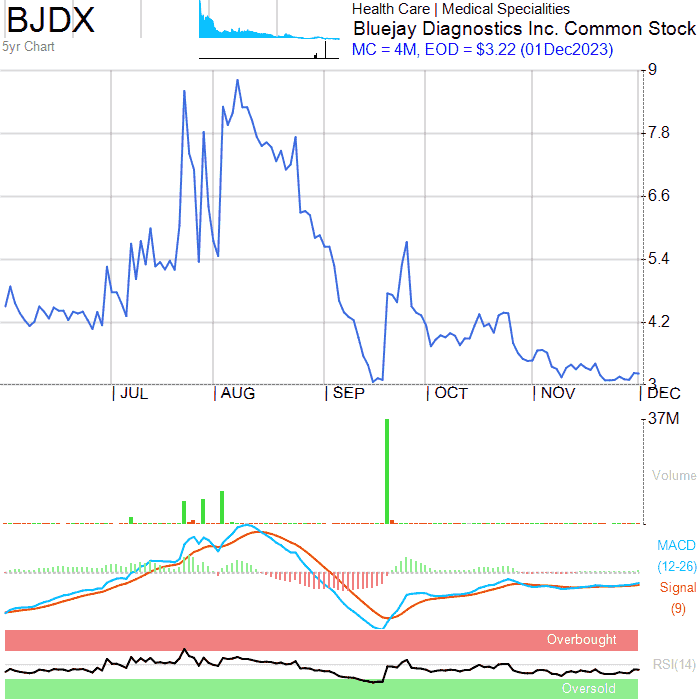 BJDX
5yr Chart
Health Care | Medical Specialities
Bluejay Diagnostics Inc. Common Stock
MC = 4M, EOD = $3.22 (01Dec2023)
9
7.8
6.6
5.4
4.2
3
JUL AUG SEP OCT NOV DEC
37M
Volume
MACD
(12-26)
Signal
(9)
Overbought
RSI(14)
Oversold